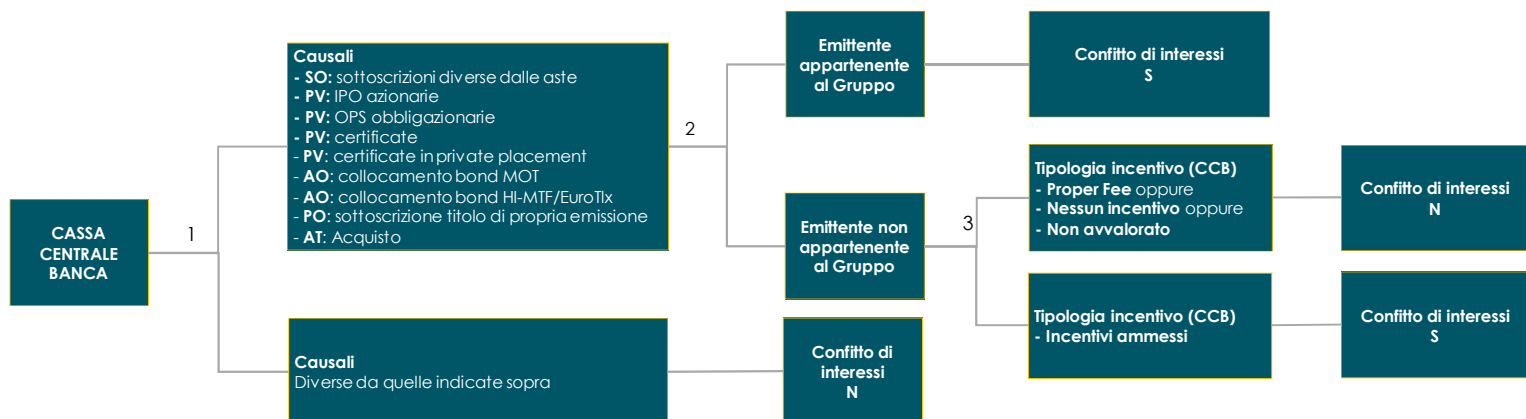 CASSA
CENTRALE
BANCA
1
Causali
- SO: sottoscrizioni diverse dalle aste
- PV: IPO azionarie
- PV: OPS obbligazionarie
- PV: certificate
- PV: certificate in private placement
- AO: collocamento bond MOT
- AO: collocamento bond HI-MTF/EuroTlx
- PO: sottoscrizione titolo di propria emissione
- AT: Acquisto
2
Emittente
appartenente
al Gruppo
Confitto di interessi
S
Emittente non
appartenente
al Gruppo
3
Tipologia incentivo (CCB)
- Proper Fee oppure
- Nessun incentivo oppure
- Non avvalorato
Confitto di interessi
N
Tipologia incentivo (CCB)
- Incentivi ammessi
Confitto di interessi
S
Causali
Diverse da quelle indicate sopra
Confitto di
interessi
N